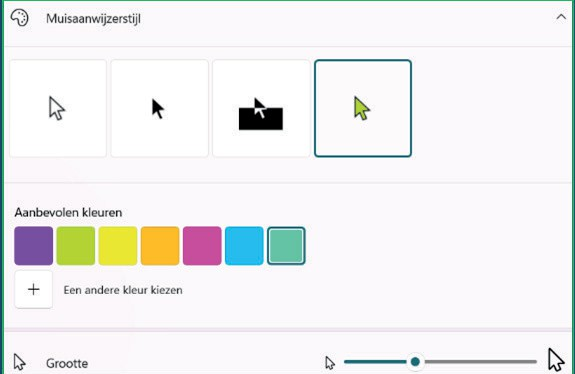 Muisaanwijzerstijl
Aanbevolen kleuren
Een andere kleur kiezen
Grootte